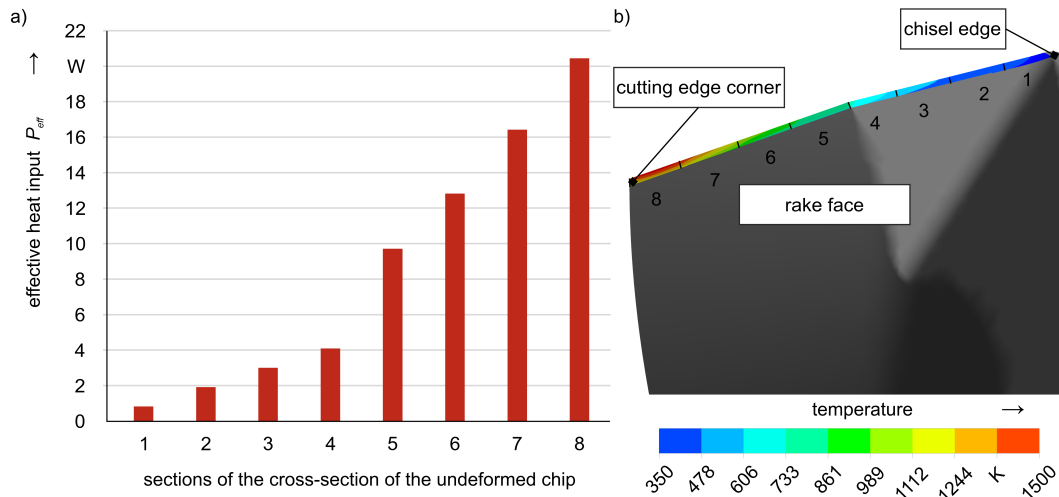 a)
effective heat input P_eff →
22
W
18
16
14
12
10
8
6
4
2
0
1 2 3 4 5 6 7 8
sections of the cross-section of the undeformed chip
b)
chisel edge
cutting edge corner
1
2
3
4
5
6
7
8
rake face
temperature →
350 478 606 733 861 989 1112 1244 K 1500